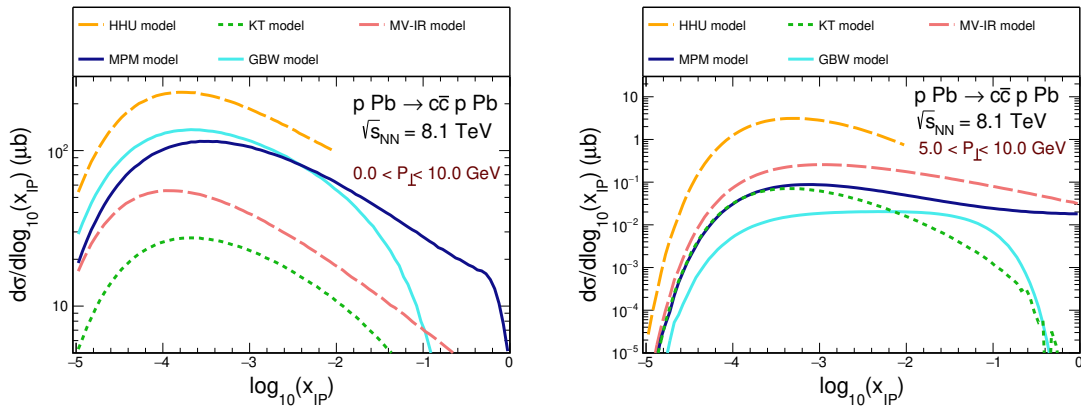 HHU model KT model MV-IR model
MPM model GBW model
p Pb → cc̄ p Pb
√s_NN = 8.1 TeV
0.0 < P⊥ < 10.0 GeV
dσ/dlog₁₀(x_IP) (μb)
10²
10
−5 −4 −3 −2 −1 0
log₁₀(x_IP)
HHU model KT model MV-IR model
MPM model GBW model
p Pb → cc̄ p Pb
√s_NN = 8.1 TeV
5.0 < P⊥ < 10.0 GeV
dσ/dlog₁₀(x_IP) (μb)
10
1
10⁻¹
10⁻²
10⁻³
10⁻⁴
10⁻⁵
−5 −4 −3 −2 −1 0
log₁₀(x_IP)